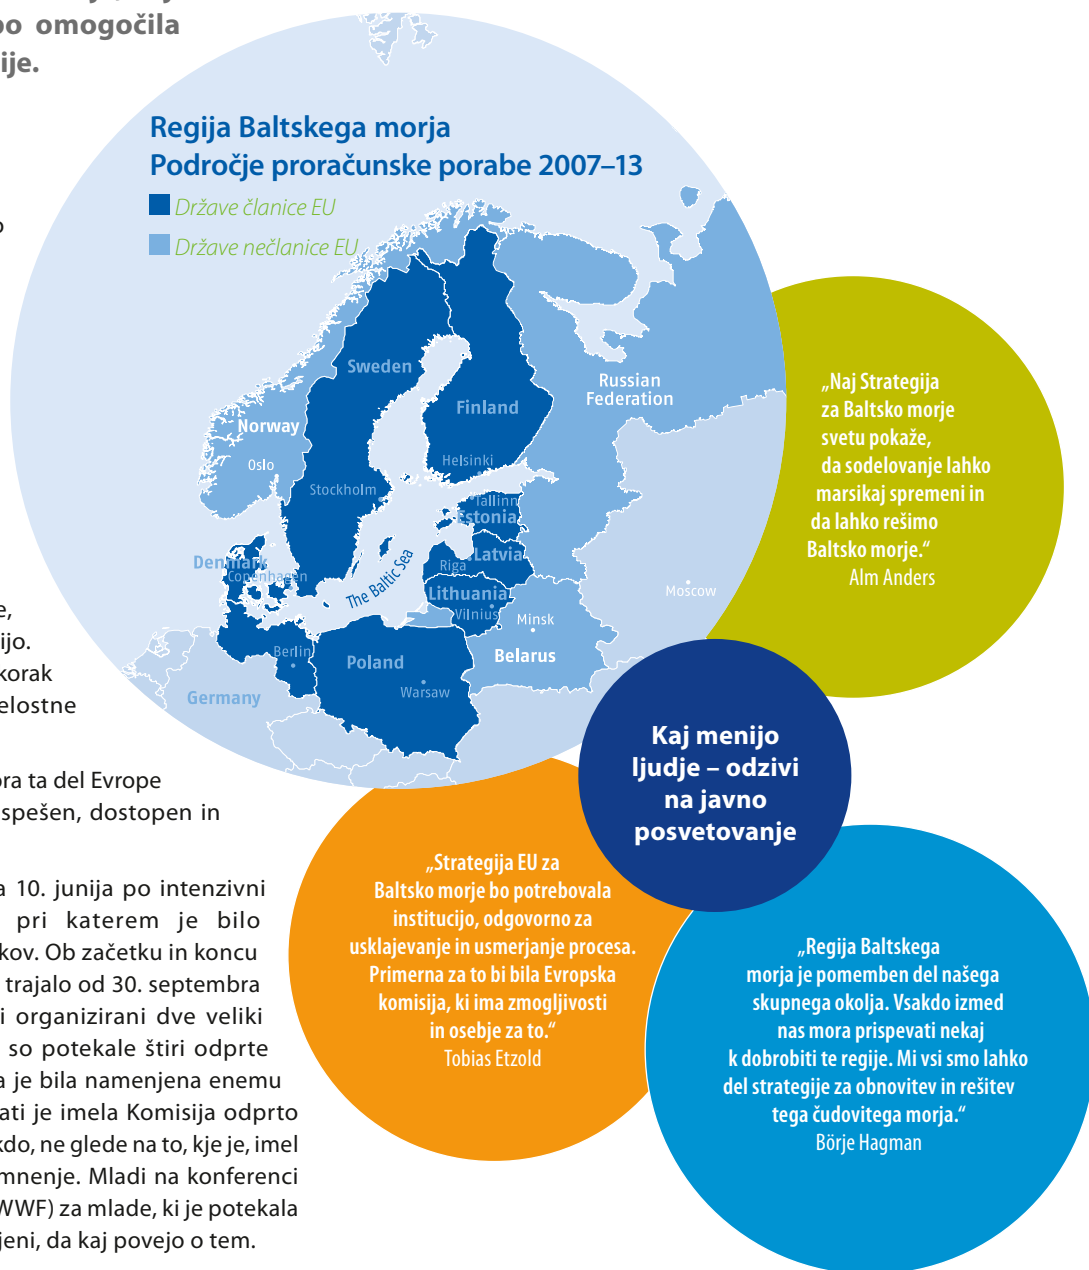 bo omogočila
ije.
Regija Baltskega morja
Področje proračunske porabe 2007–13
Države članice EU
Države nečlanice EU
Sweden
Finland
Norway
Oslo
Stockholm
Helsinki
Tallinn
Estonia
Latvia
Riga
Lithuania
Vilnius
Denmark
Copenhagen
The Baltic Sea
Russian
Federation
Moscow
Minsk
Belarus
Berlin
Poland
Warsaw
Germany
„Naj Strategija
za Baltsko morje
svetu pokaže,
da sodelovanje lahko
marsikaj spremeni in
da lahko rešimo
Baltsko morje.“
Alm Anders
e,
ijo.
korak
elostne
ora ta del Evrope
spešen, dostopen in
a 10. junija po intenzivni
pri katerem je bilo
kov. Ob začetku in koncu
trajalo od 30. septembra
i organizirani dve veliki
so potekale štiri odprte
a je bila namenjena enemu
ati je imela Komisija odprto
kdo, ne glede na to, kje je, imel
mnenje. Mladi na konferenci
WWF) za mlade, ki je potekala
jeni, da kaj povejo o tem.
Kaj menijo
ljudje – odzivi
na javno
posvetovanje
„Strategija EU za
Baltsko morje bo potrebovala
institucijo, odgovorno za
usklajevanje in usmerjanje procesa.
Primerna za to bi bila Evropska
komisija, ki ima zmogljivosti
in osebje za to.“
Tobias Etzold
„Regija Baltskega
morja je pomemben del našega
skupnega okolja. Vsakdo izmed
nas mora prispevati nekaj
k dobrobiti te regije. Mi vsi smo lahko
del strategije za obnovitev in rešitev
tega čudovitega morja.“
Börje Hagman